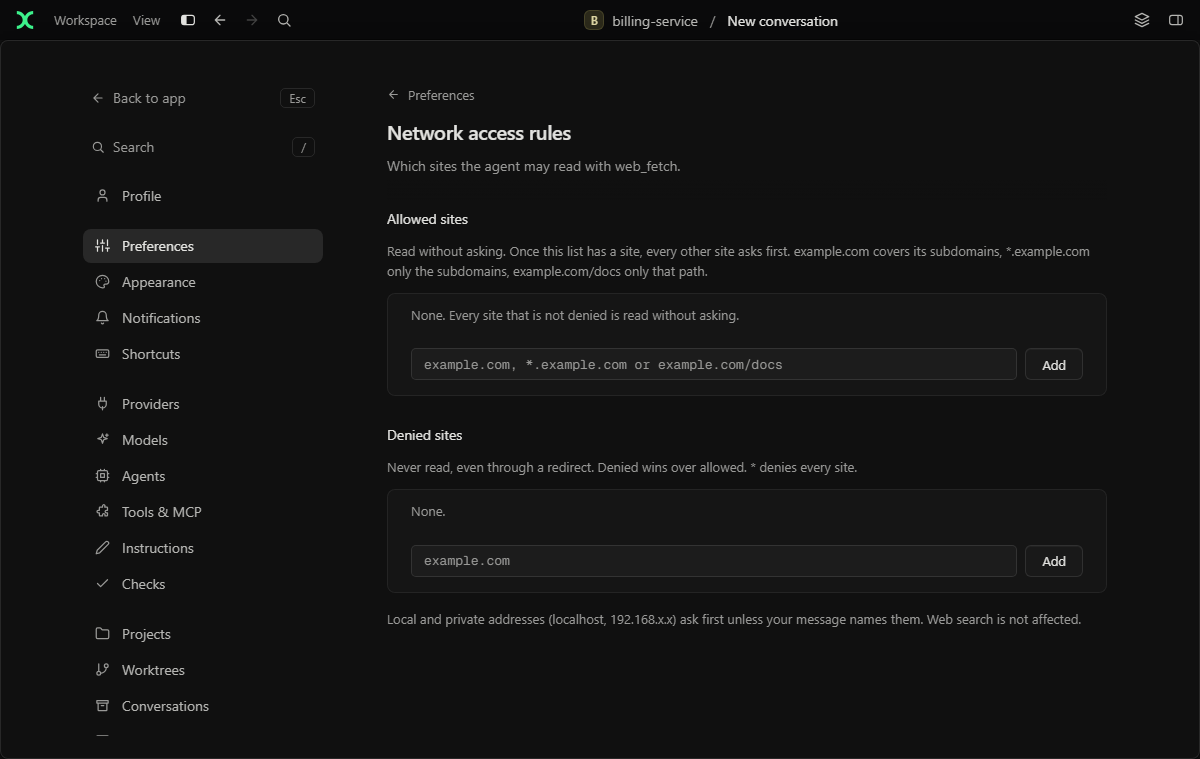 Workspace View
B billing-service / New conversation
Back to app Esc
Search /
Profile
Preferences
Appearance
Notifications
Shortcuts
Providers
Models
Agents
Tools & MCP
Instructions
Checks
Projects
Worktrees
Conversations
Preferences
Network access rules
Which sites the agent may read with web_fetch.
Allowed sites
Read without asking. Once this list has a site, every other site asks first. example.com covers its subdomains, *.example.com
only the subdomains, example.com/docs only that path.
None. Every site that is not denied is read without asking.
example.com, *.example.com or example.com/docs Add
Denied sites
Never read, even through a redirect. Denied wins over allowed. * denies every site.
None.
example.com Add
Local and private addresses (localhost, 192.168.x.x) ask first unless your message names them. Web search is not affected.